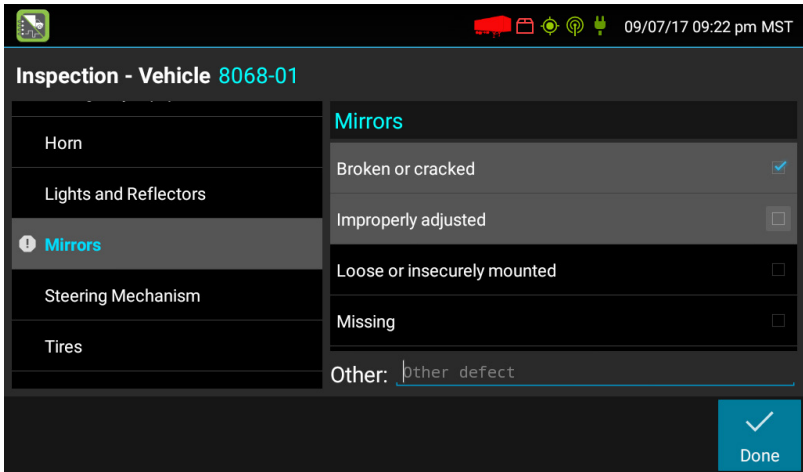 09/07/17 09:22 pm MST
Inspection - Vehicle 8068-01
Horn
Lights and Reflectors
Mirrors
Steering Mechanism
Tires
Mirrors
Broken or cracked
Improperly adjusted
Loose or insecurely mounted
Missing
Other: Other defect
Done